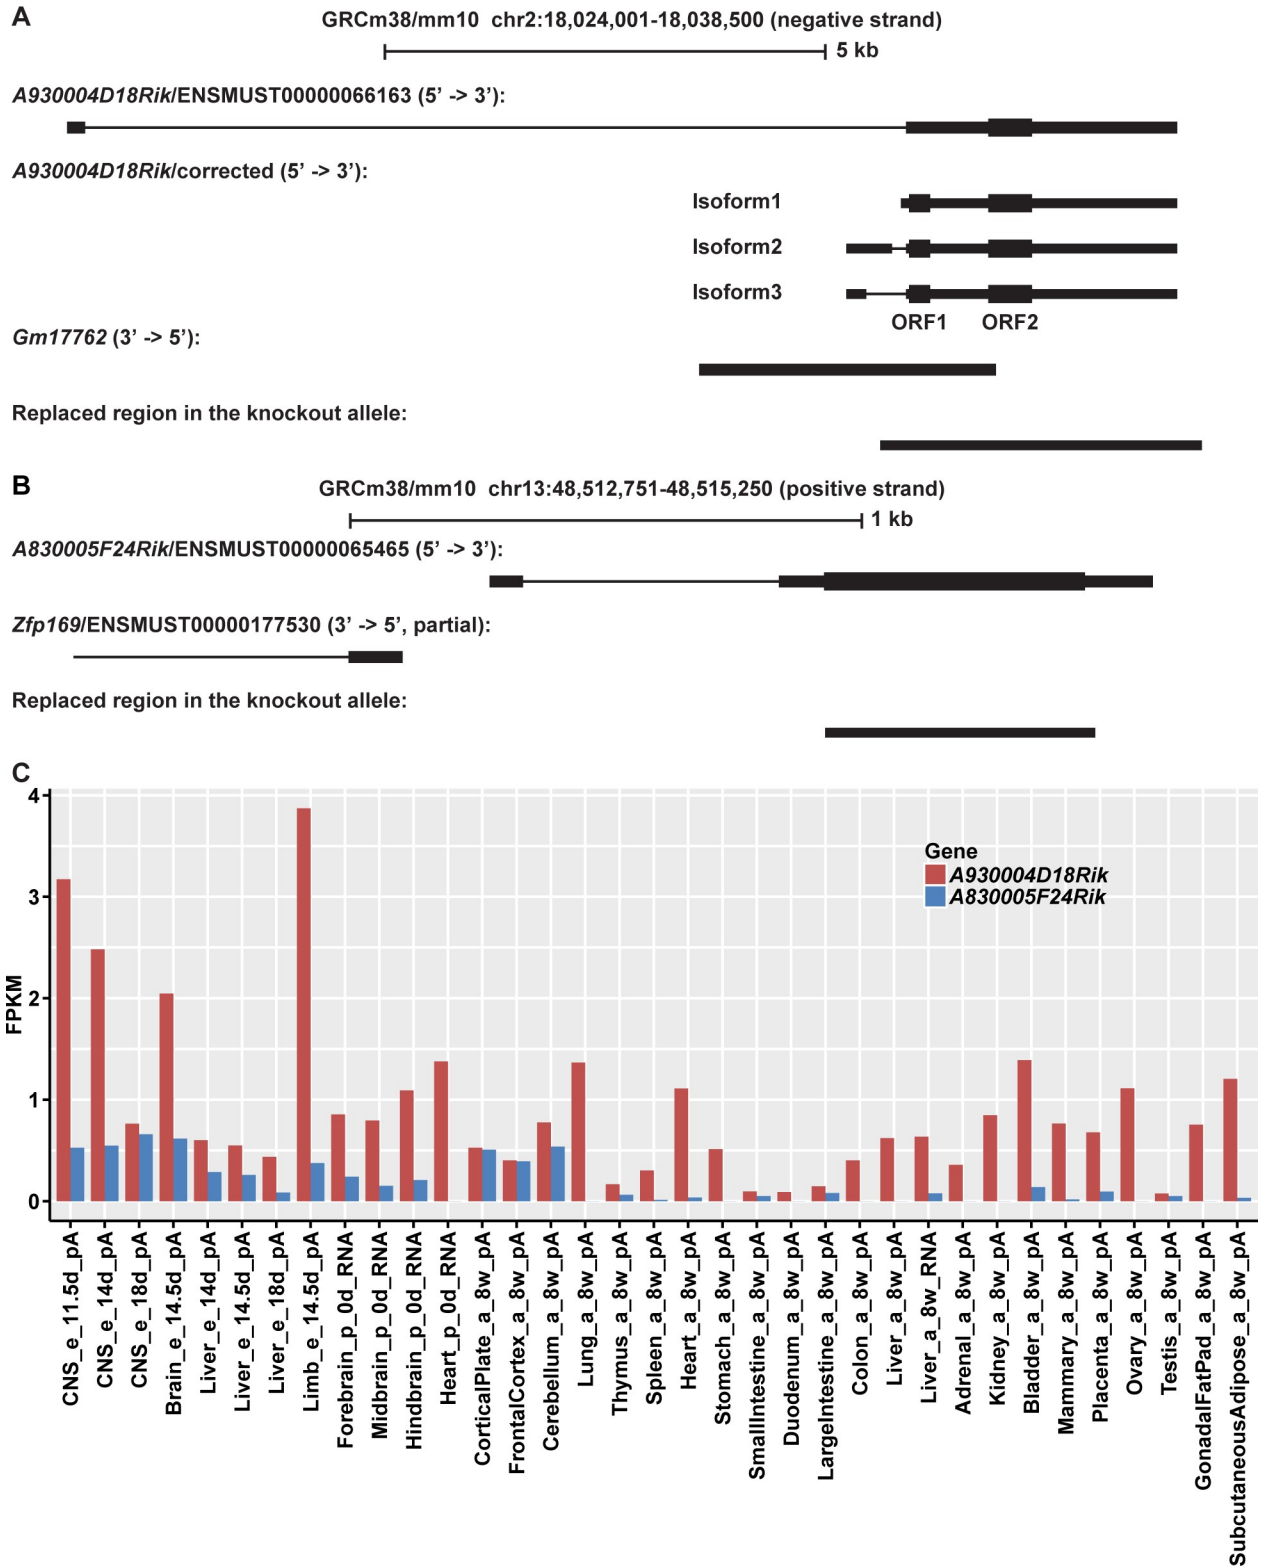 A
GRCm38/mm10 chr2:18,024,001-18,038,500 (negative strand)
5 kb
A930004D18Rik/ENSMUST00000066163 (5’ -> 3’):
A930004D18Rik/corrected (5’ -> 3’):
Isoform1
Isoform2
Isoform3
ORF1 ORF2
Gm17762 (3’ -> 5’):
Replaced region in the knockout allele:
B
GRCm38/mm10 chr13:48,512,751-48,515,250 (positive strand)
1 kb
A830005F24Rik/ENSMUST00000065465 (5’ -> 3’):
Zfp169/ENSMUST00000177530 (3’ -> 5’, partial):
Replaced region in the knockout allele:
C
4
3
2
1
0
FPKM
Gene
A930004D18Rik
A830005F24Rik
CNS_e_11.5d_pA
CNS_e_14d_pA
CNS_e_18d_pA
Brain_e_14.5d_pA
Liver_e_14d_pA
Liver_e_14.5d_pA
Liver_e_18d_pA
Limb_e_14.5d_pA
Forebrain_p_0d_RNA
Midbrain_p_0d_RNA
Hindbrain_p_0d_RNA
Heart_p_0d_RNA
CorticalPlate_a_8w_pA
FrontalCortex_a_8w_pA
Cerebellum_a_8w_pA
Lung_a_8w_pA
Thymus_a_8w_pA
Spleen_a_8w_pA
Heart_a_8w_pA
Stomach_a_8w_pA
SmallIntestine_a_8w_pA
Duodenum_a_8w_pA
LargeIntestine_a_8w_pA
Colon_a_8w_pA
Liver_a_8w_pA
Liver_a_8w_RNA
Adrenal_a_8w_pA
Kidney_a_8w_pA
Bladder_a_8w_pA
Mammary_a_8w_pA
Placenta_a_8w_pA
Ovary_a_8w_pA
Testis_a_8w_pA
GonadalFatPad_a_8w_pA
SubcutaneousAdipose_a_8w_pA